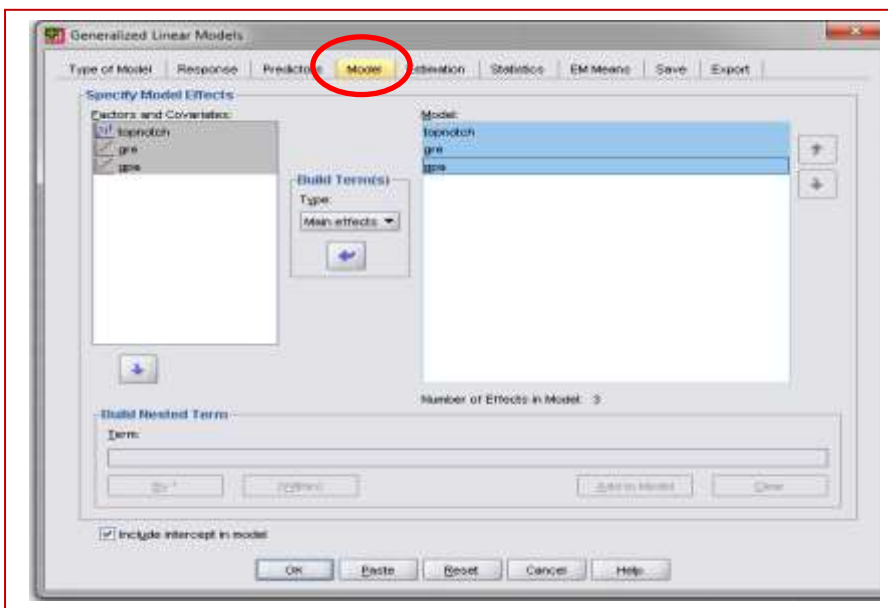 Generalized Linear Models
Type of Model Response Predictors Model Estimation Statistics EM Means Save Export
Specify Model Effects
Factors and Covariates: Model:
topnotch topnotch
gre gre
gpa gpa
Build Term(s)
Type:
Main effects
Number of Effects in Model: 3
Build Nested Term
Term:
By * (Within) Add to Model Clear
Include intercept in model
OK Paste Reset Cancel Help